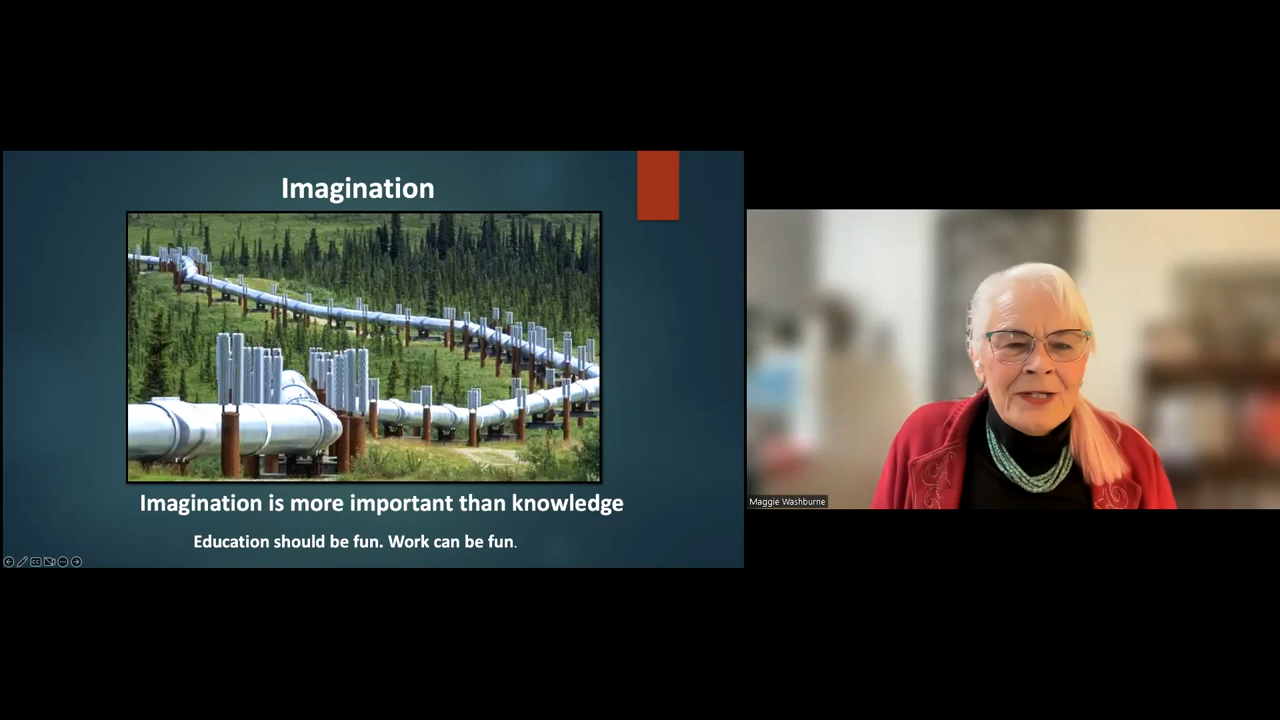 Imagination
Imagination is more important than knowledge
Education should be fun. Work can be fun.
Maggie Washburne